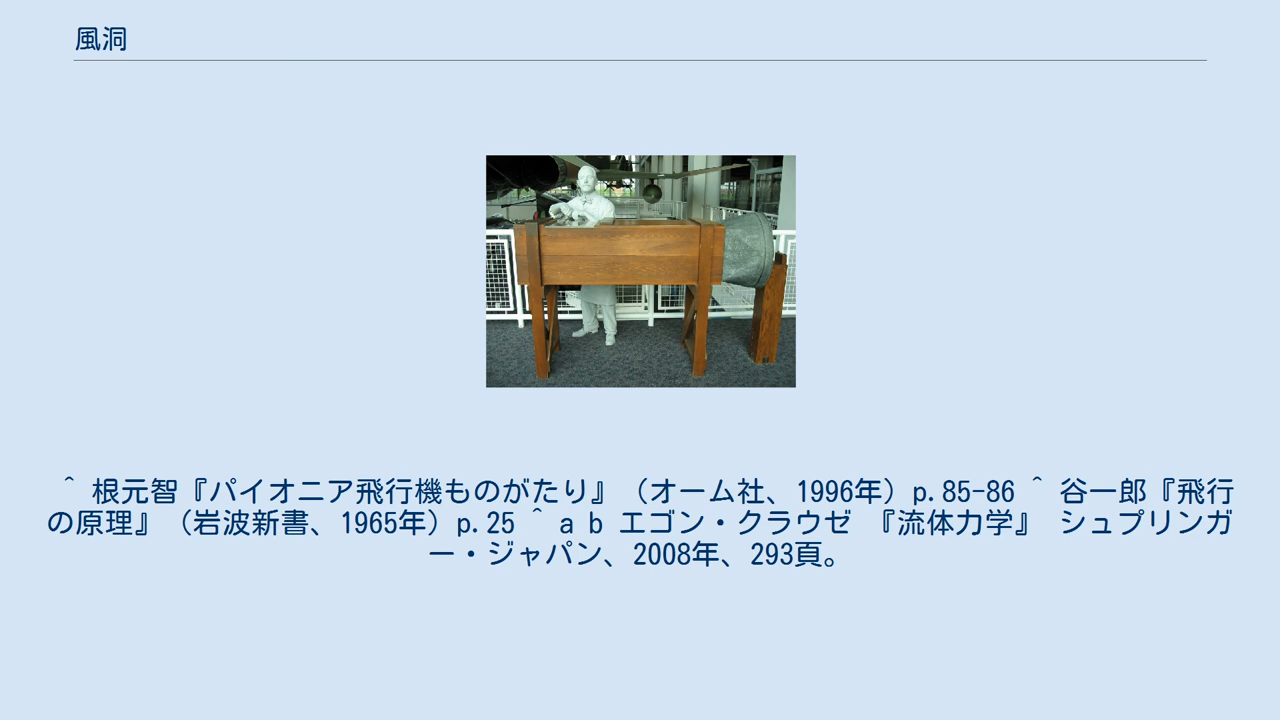 風洞
^ 根元智『パイオニア飛行機ものがたり』（オーム社、1996年）p.85-86 ^ 谷一郎『飛行
の原理』（岩波新書、1965年）p.25 ^ a b エゴン・クラウゼ 『流体力学』 シュプリンガ
ー・ジャパン、2008年、293頁。